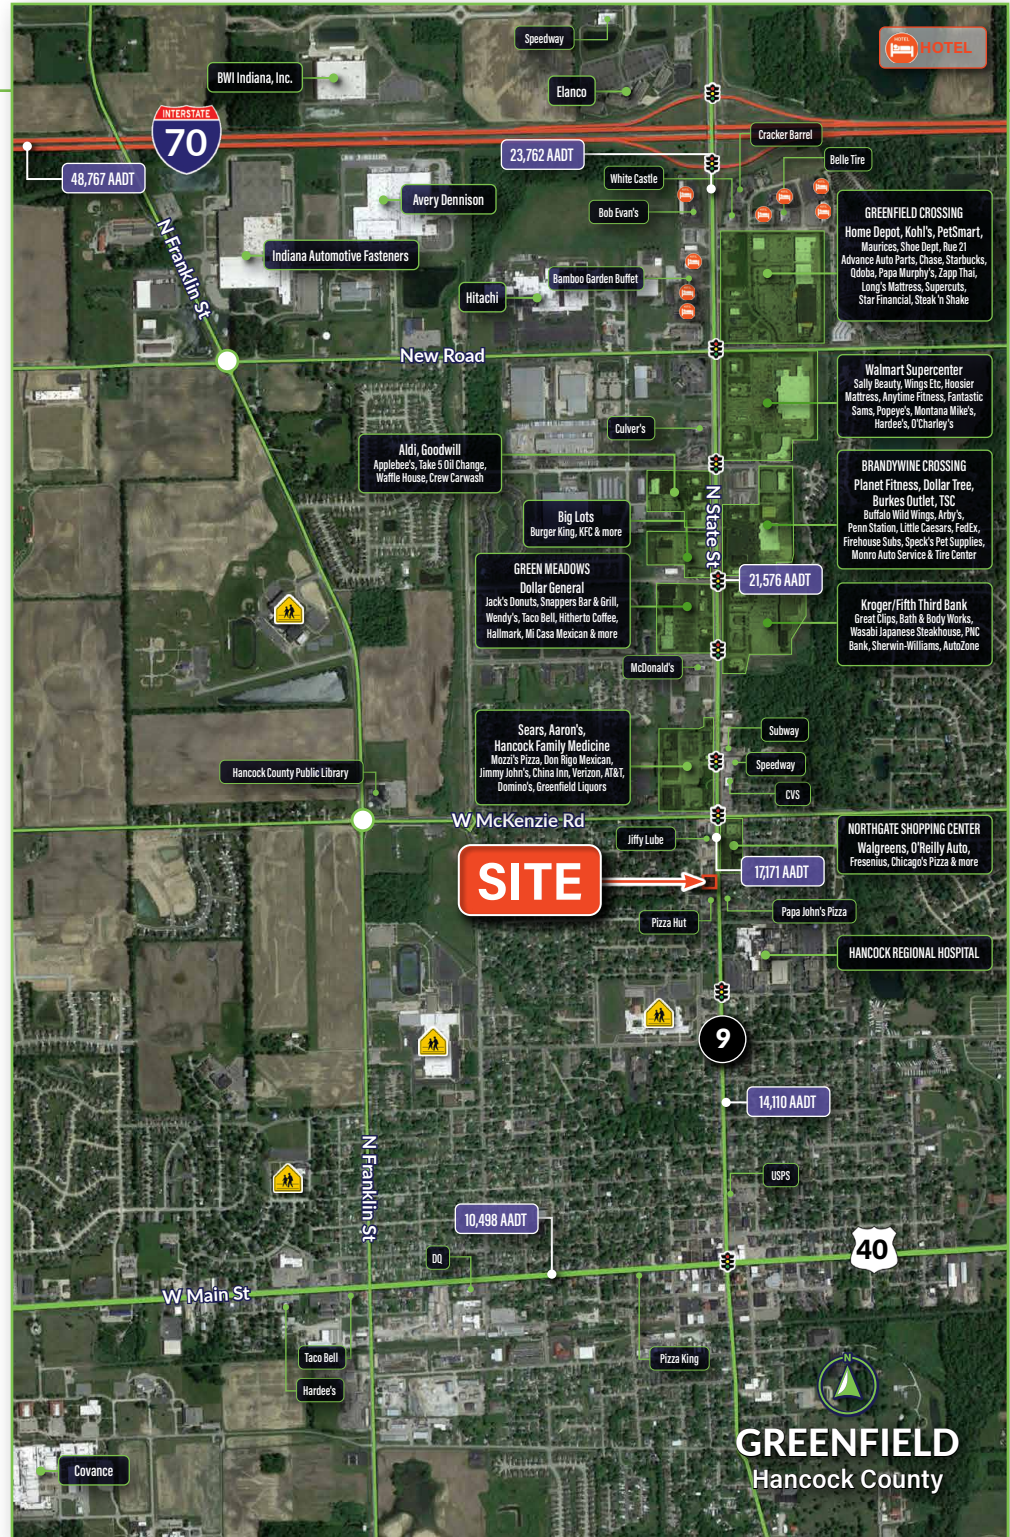 Speedway
HOTEL
HOTEL
BWI Indiana, Inc.
Elanco
INTERSTATE
70
Cracker Barrel
23,762 AADT
Belle Tire
48,767 AADT
White Castle
Avery Dennison
Bob Evan's
GREENFIELD CROSSING
Home Depot, Kohl's, PetSmart,
Maurices, Shoe Dept, Rue 21
Advance Auto Parts, Chase, Starbucks,
Qdoba, Papa Murphy's, Zapp Thai,
Long's Mattress, Supercuts,
Star Financial, Steak 'n Shake
N Franklin St
Indiana Automotive Fasteners
Bamboo Garden Buffet
Hitachi
New Road
Walmart Supercenter
Sally Beauty, Wings Etc, Hoosier
Mattress, Anytime Fitness, Fantastic
Sams, Popeye's, Montana Mike's,
Hardee's, O'Charley's
Culver's
Aldi, Goodwill
Applebee's, Take 5 Oil Change,
Waffle House, Crew Carwash
BRANDYWINE CROSSING
Planet Fitness, Dollar Tree,
Burkes Outlet, TSC
Buffalo Wild Wings, Arby's,
Penn Station, Little Caesars, FedEx,
Firehouse Subs, Speck's Pet Supplies,
Monro Auto Service & Tire Center
N State St
Big Lots
Burger King, KFC & more
GREEN MEADOWS
Dollar General
Jack's Donuts, Snappers Bar & Grill,
Wendy's, Taco Bell, Hitherto Coffee,
Hallmark, Mi Casa Mexican & more
21,576 AADT
Kroger/Fifth Third Bank
Great Clips, Bath & Body Works,
Wasabi Japanese Steakhouse, PNC
Bank, Sherwin-Williams, AutoZone
McDonald's
Sears, Aaron's,
Hancock Family Medicine
Mozzi's Pizza, Don Rigo Mexican,
Jimmy John's, China Inn, Verizon, AT&T,
Domino's, Greenfield Liquors
Subway
Speedway
CVS
Hancock County Public Library
W McKenzie Rd
Jiffy Lube
NORTHGATE SHOPPING CENTER
Walgreens, O'Reilly Auto,
Fresenius, Chicago's Pizza & more
SITE
17,171 AADT
Pizza Hut
Papa John's Pizza
HANCOCK REGIONAL HOSPITAL
9
14,110 AADT
N Franklin St
USPS
10,498 AADT
40
DQ
W Main St
Taco Bell
Pizza King
Hardee's
N
GREENFIELD
Hancock County
Covance